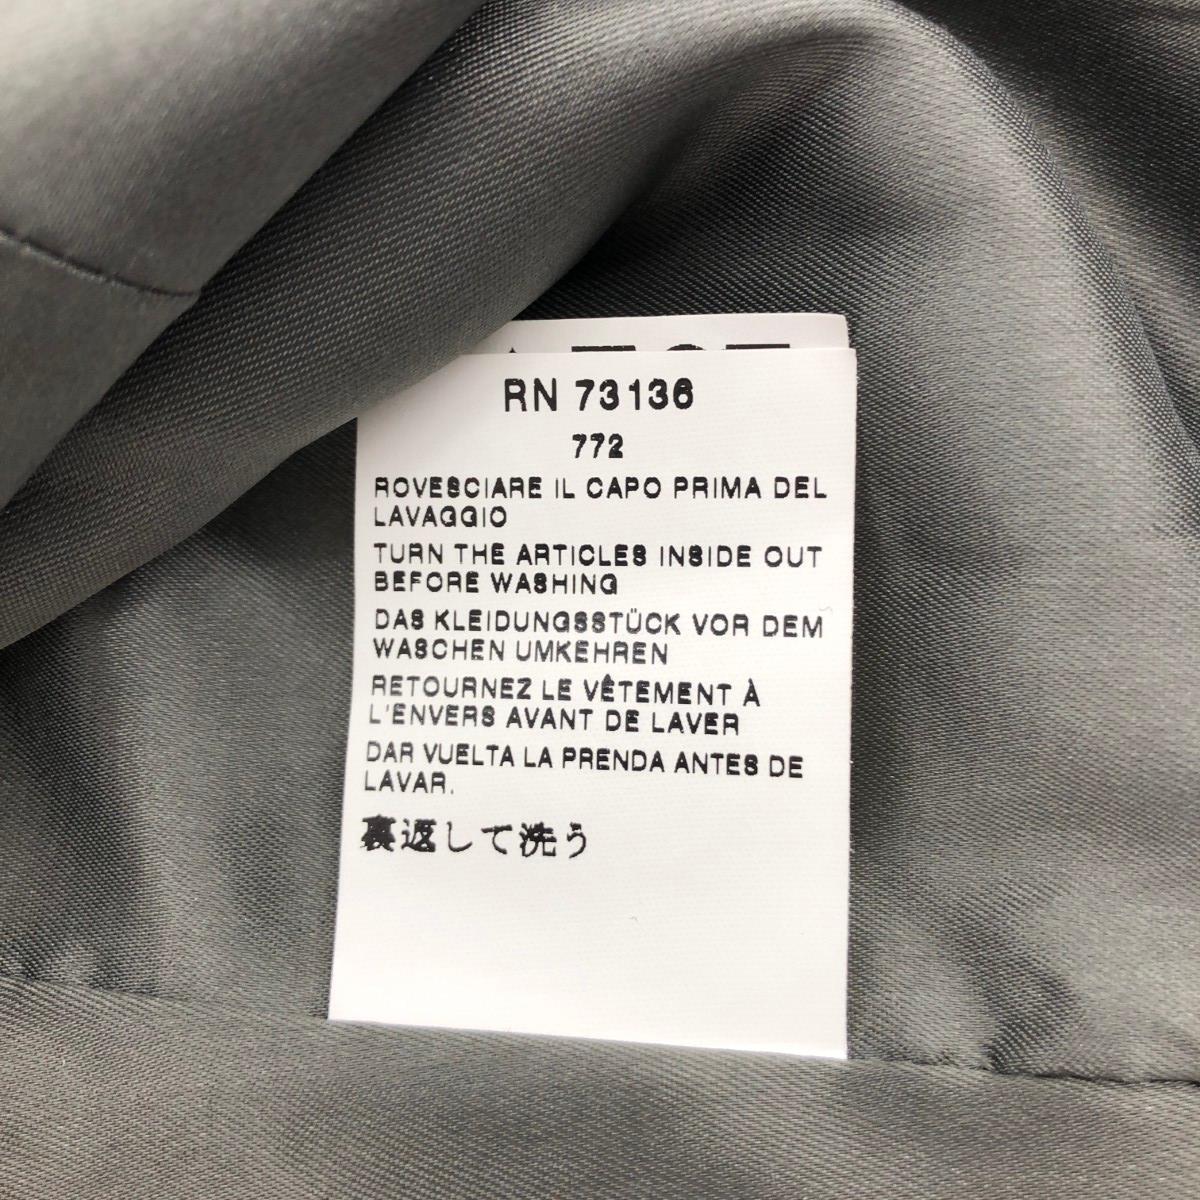 RN 73136
772
ROVESCIARE IL CAPO PRIMA DEL
LAVAGGIO
TURN THE ARTICLES INSIDE OUT
BEFORE WASHING
DAS KLEIDUNGSSTÜCK VOR DEM
WASCHEN UMKEHREN
RETOURNEZ LE VÊTEMENT À
L'ENVERS AVANT DE LAVER
DAR VUELTA LA PRENDA ANTES DE
LAVAR.
裏返して洗う